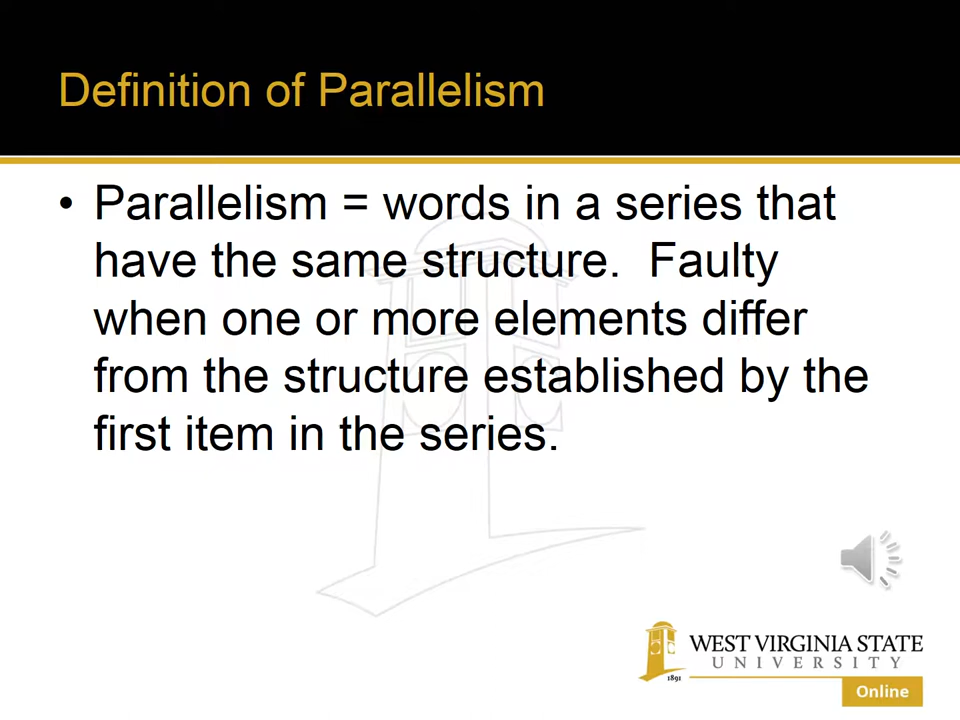 Definition of Parallelism
• Parallelism = words in a series that
have the same structure.  Faulty
when one or more elements differ
from the structure established by the
first item in the series.
WEST VIRGINIA STATE
UNIVERSITY
1891
Online